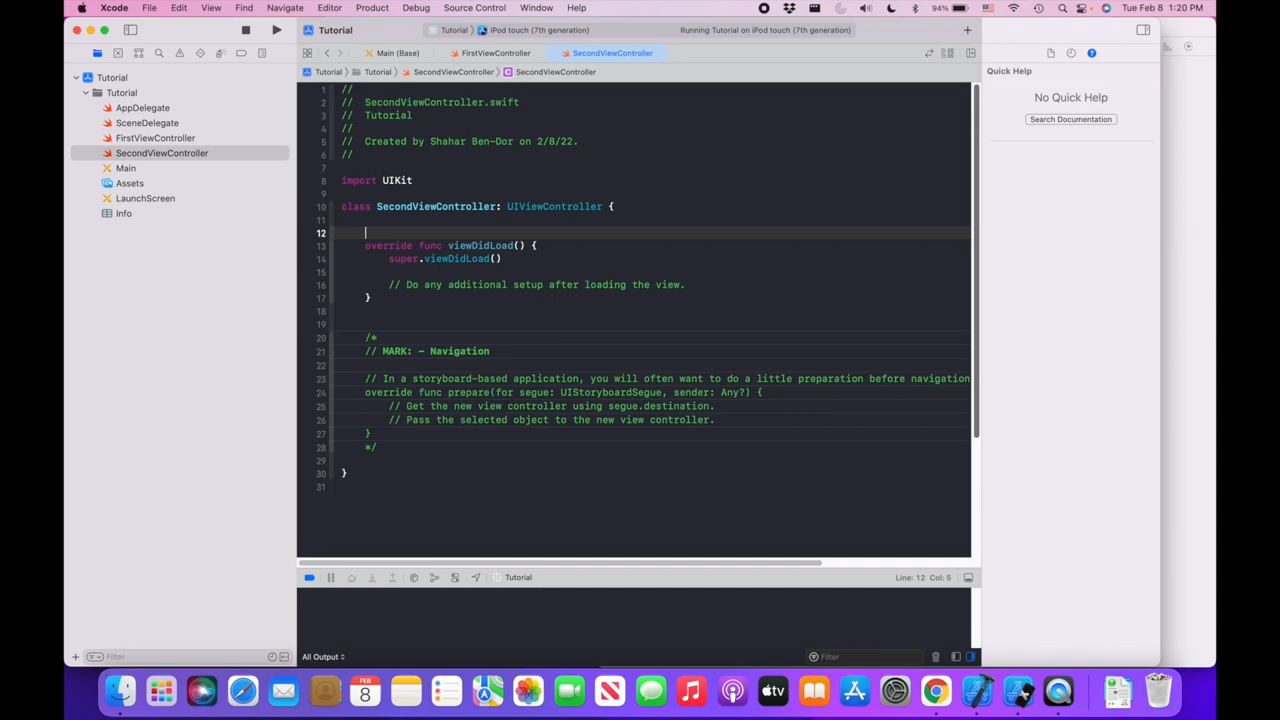 Xcode File Edit View Find Navigate Editor Product Debug Source Control Window Help 94% Tue Feb 8 1:20 PM
Tutorial Tutorial iPod touch (7th generation) Running Tutorial on iPod touch (7th generation)
Main (Base) FirstViewController SecondViewController
Tutorial Tutorial SecondViewController C SecondViewController
Tutorial
Tutorial
AppDelegate
SceneDelegate
FirstViewController
SecondViewController
Main
Assets
LaunchScreen
Info
Filter
1 //
2 // SecondViewController.swift
3 // Tutorial
4 //
5 // Created by Shahar Ben-Dor on 2/8/22.
6 //
7
8 import UIKit
9
10 class SecondViewController: UIViewController {
11
12
13 override func viewDidLoad() {
14 super.viewDidLoad()
15
16 // Do any additional setup after loading the view.
17 }
18
19
20 /*
21 // MARK: - Navigation
22
23 // In a storyboard-based application, you will often want to do a little preparation before navigation
24 override func prepare(for segue: UIStoryboardSegue, sender: Any?) {
25 // Get the new view controller using segue.destination.
26 // Pass the selected object to the new view controller.
27 }
28 */
29
30 }
31
Tutorial Line: 12 Col: 5
All Output Filter
Quick Help
No Quick Help
Search Documentation
FEB
8
tv